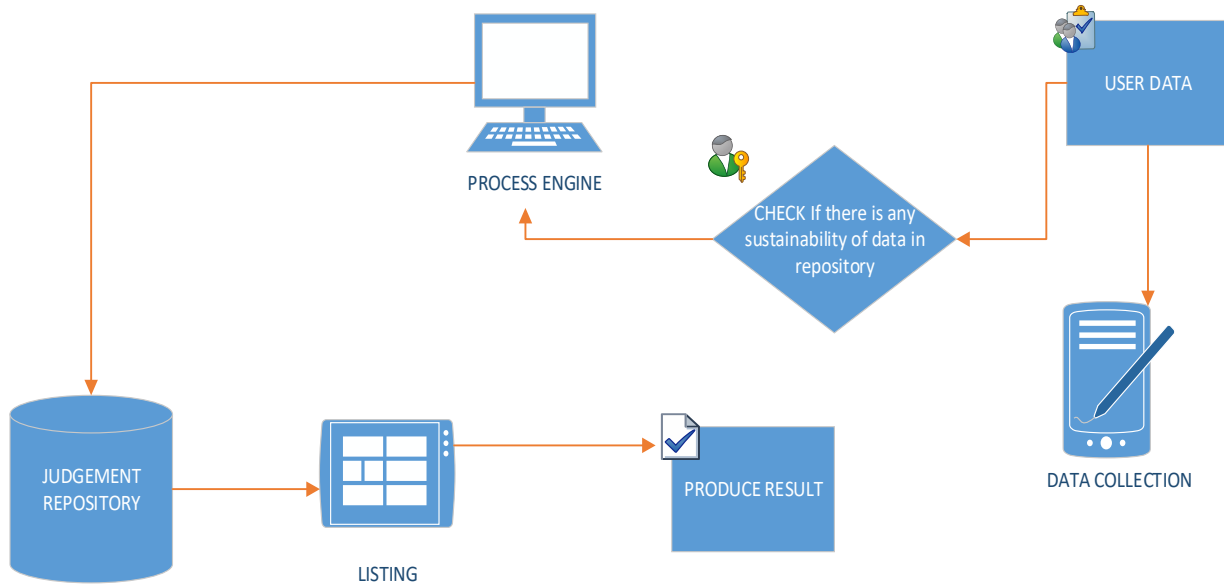 USER DATA
PROCESS ENGINE
CHECK If there is any
sustainability of data in
repository
JUDGEMENT
REPOSITORY
PRODUCE RESULT
DATA COLLECTION
LISTING